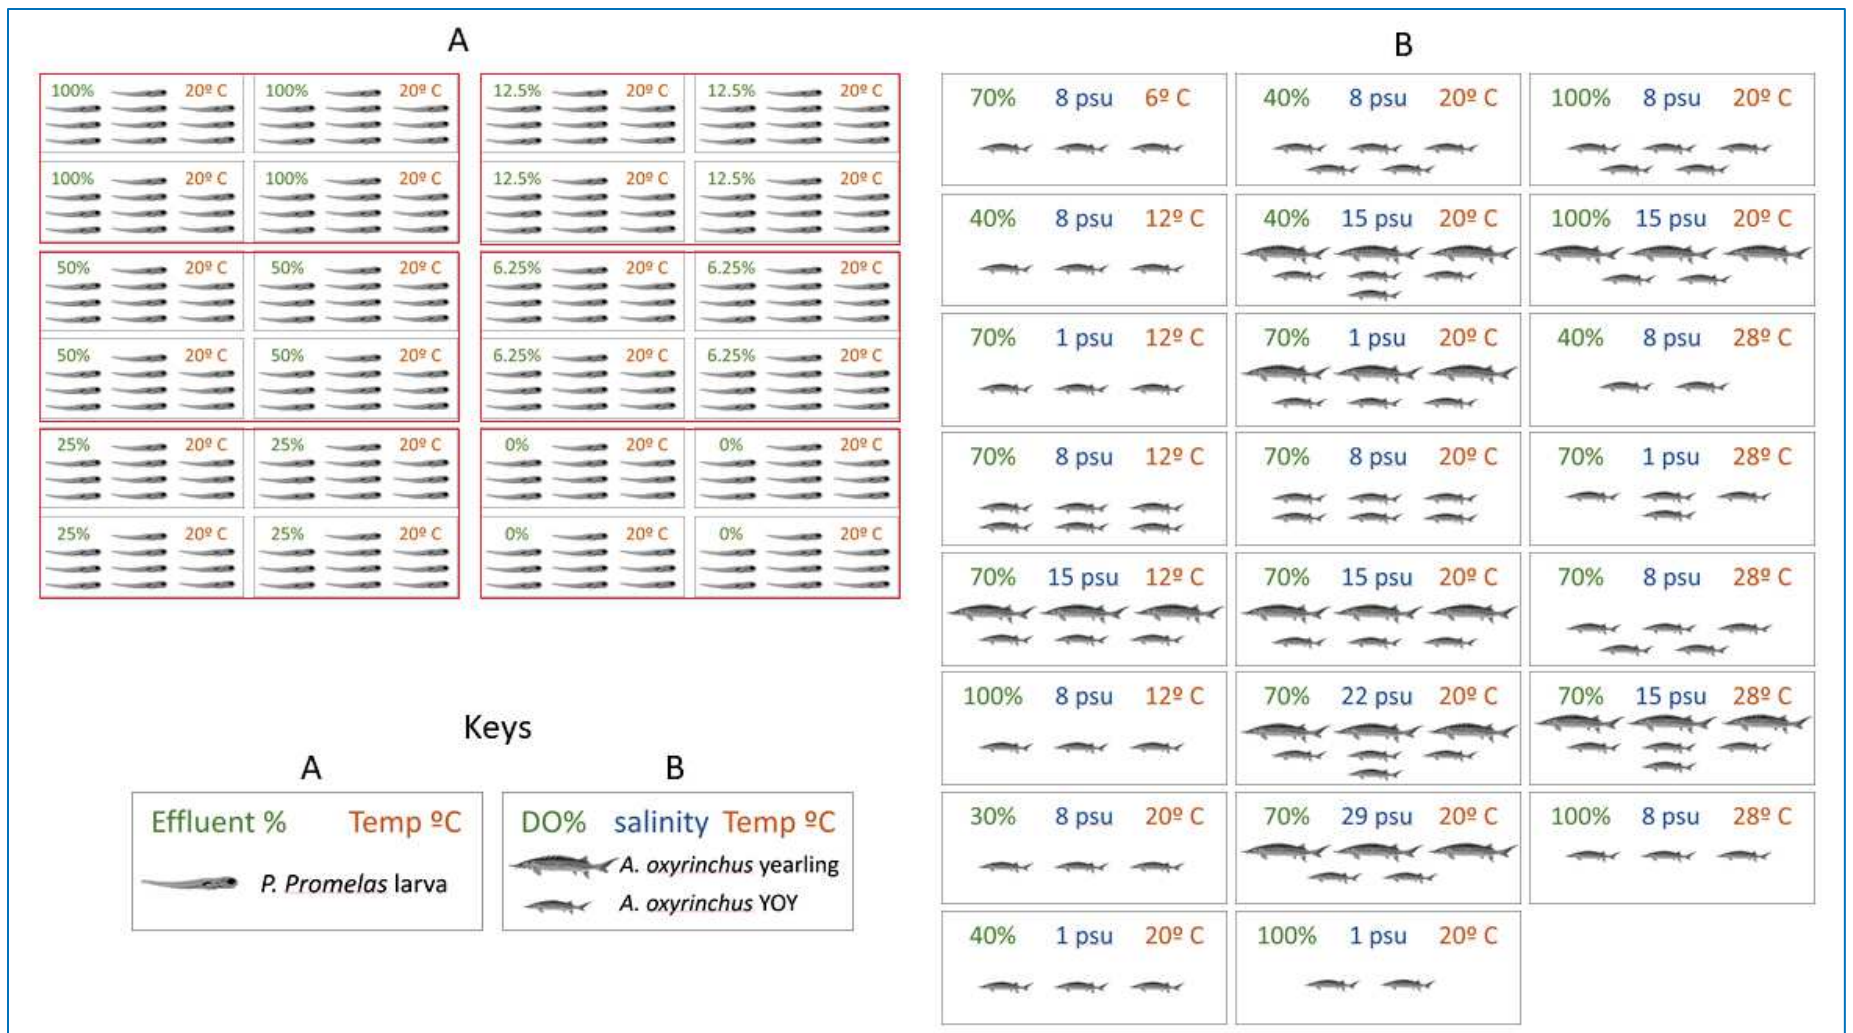 A
100% 20º C 100% 20º C
12.5% 20º C 12.5% 20º C
100% 20º C 100% 20º C
12.5% 20º C 12.5% 20º C
50% 20º C 50% 20º C
6.25% 20º C 6.25% 20º C
50% 20º C 50% 20º C
6.25% 20º C 6.25% 20º C
25% 20º C 25% 20º C
0% 20º C 0% 20º C
25% 20º C 25% 20º C
0% 20º C 0% 20º C
B
70% 8 psu 6º C
40% 8 psu 20º C
100% 8 psu 20º C
40% 8 psu 12º C
40% 15 psu 20º C
100% 15 psu 20º C
70% 1 psu 12º C
70% 1 psu 20º C
40% 8 psu 28º C
70% 8 psu 12º C
70% 8 psu 20º C
70% 1 psu 28º C
70% 15 psu 12º C
70% 15 psu 20º C
70% 8 psu 28º C
100% 8 psu 12º C
70% 22 psu 20º C
70% 15 psu 28º C
30% 8 psu 20º C
70% 29 psu 20º C
100% 8 psu 28º C
40% 1 psu 20º C
100% 1 psu 20º C
Keys
A
Effluent % Temp ºC
P. Promelas larva
B
DO% salinity Temp ºC
A. oxyrinchus yearling
A. oxyrinchus YOY